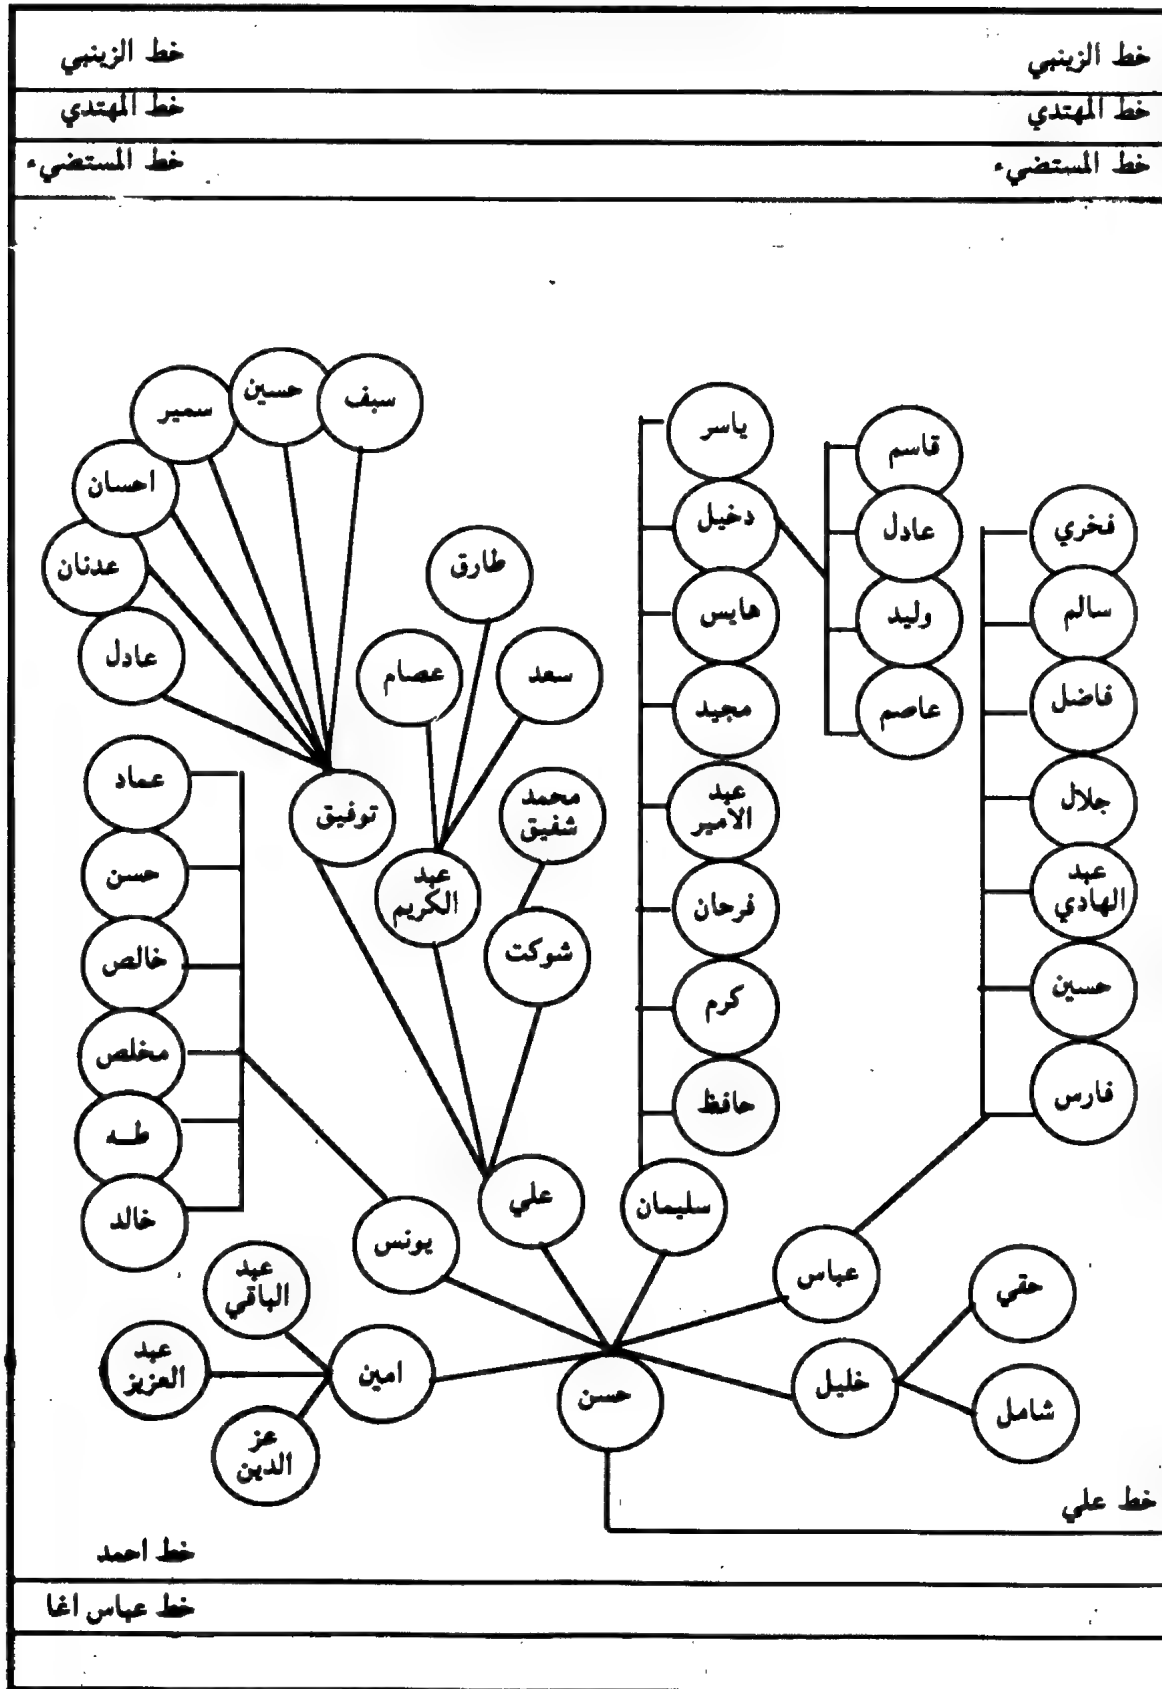 خط الزينبي
خط الزينبي
خط المهتدي
خط المهتدي
خط المستضيء
خط المستضيء
سيف
حسين
سمير
احسان
عدنان
عادل
توفيق
طارق
سعد
عصام
عبد
الكريم
محمد
شفيق
شوكت
ياسر
دخيل
هايس
مجيد
عبد
الامير
فرحان
كرم
حافظ
قاسم
عادل
وليد
عاصم
فخري
سالم
فاضل
جلال
عبد
الهادي
حسين
فارس
عماد
حسن
خالص
مخلص
طه
خالد
علي
سليمان
يونس
عباس
عبد
الباقي
عبد
العزيز
عز
الدين
امين
حسن
خليل
حقي
شامل
خط علي
خط احمد
خط عباس اغا